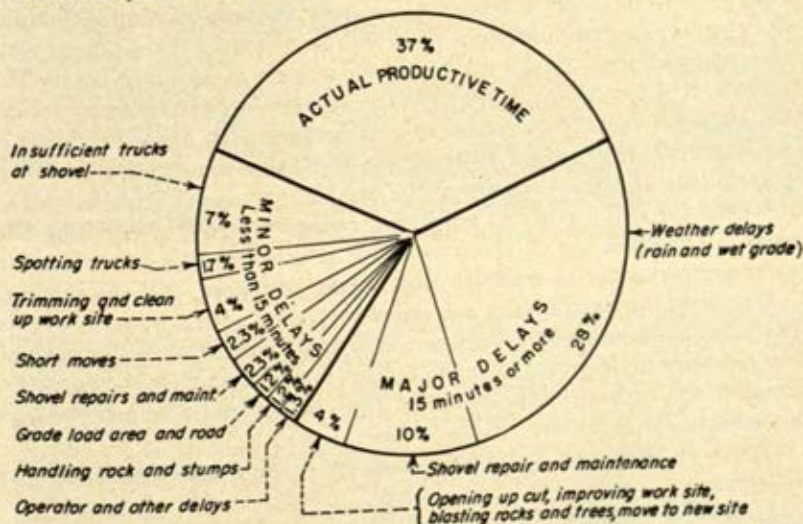 37%
ACTUAL PRODUCTIVE TIME
Insufficient trucks
at shovel
7%
MINOR DELAYS
Less than 15 minutes
Weather delays
(rain and wet grade)
Spotting trucks
1.7%
Trimming and clean
up work site
4%
28%
Short moves
2.3%
MAJOR DELAYS
15 minutes or more
Shovel repairs and maint.
Grade load area and road
4%
10%
Handling rock and stumps
Shovel repair and maintenance
Operator and other delays
Opening up cut, improving work site,
blasting rocks and trees, move to new site